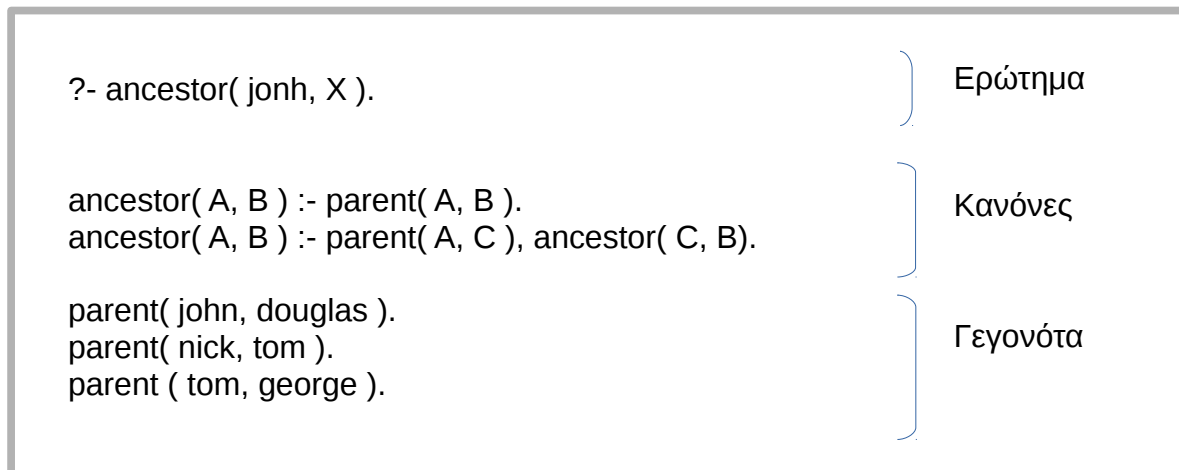 ?- ancestor( jonh, X ).
Ερώτημα
ancestor( A, B ) :- parent( A, B ).
ancestor( A, B ) :- parent( A, C ), ancestor( C, B).
Κανόνες
parent( john, douglas ).
parent( nick, tom ).
parent ( tom, george ).
Γεγονότα